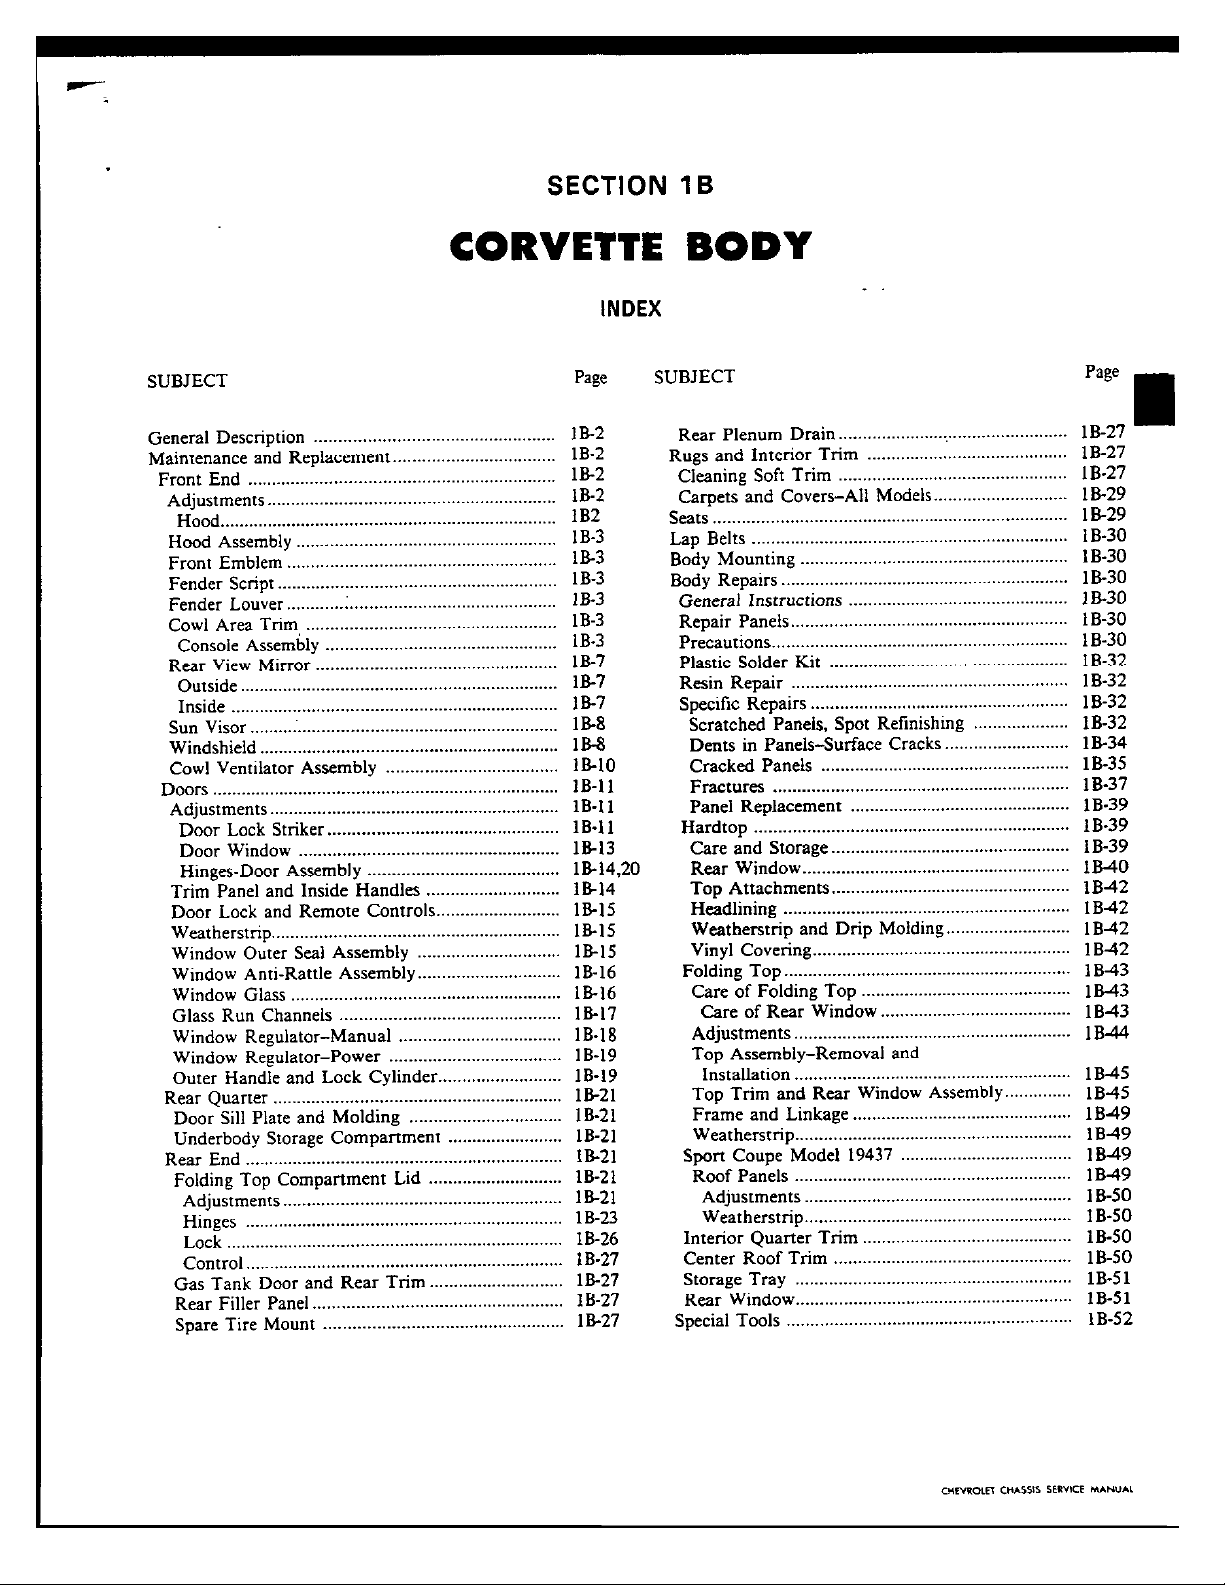 SECTION 1B
CORVETTE BODY
INDEX
SUBJECT Page
General Description ........ 1B-2
Maintenance and Replacement ........ 1B-2
Front End ........ 1B-2
Adjustments ........ 1B-2
Hood ........ 1B2
Hood Assembly ........ 1B-3
Front Emblem ........ 1B-3
Fender Script ........ 1B-3
Fender Louver ........ 1B-3
Cowl Area Trim ........ 1B-3
Console Assembly ........ 1B-3
Rear View Mirror ........ 1B-7
Outside ........ 1B-7
Inside ........ 1B-7
Sun Visor ........ 1B-8
Windshield ........ 1B-8
Cowl Ventilator Assembly ........ 1B-10
Doors ........ 1B-11
Adjustments ........ 1B-11
Door Lock Striker ........ 1B-11
Door Window ........ 1B-13
Hinges-Door Assembly ........ 1B-14,20
Trim Panel and Inside Handles ........ 1B-14
Door Lock and Remote Controls ........ 1B-15
Weatherstrip ........ 1B-15
Window Outer Seal Assembly ........ 1B-15
Window Anti-Rattle Assembly ........ 1B-16
Window Glass ........ 1B-16
Glass Run Channels ........ 1B-17
Window Regulator–Manual ........ 1B-18
Window Regulator–Power ........ 1B-19
Outer Handle and Lock Cylinder ........ 1B-19
Rear Quarter ........ 1B-21
Door Sill Plate and Molding ........ 1B-21
Underbody Storage Compartment ........ 1B-21
Rear End ........ 1B-21
Folding Top Compartment Lid ........ 1B-21
Adjustments ........ 1B-21
Hinges ........ 1B-23
Lock ........ 1B-26
Control ........ 1B-27
Gas Tank Door and Rear Trim ........ 1B-27
Rear Filler Panel ........ 1B-27
Spare Tire Mount ........ 1B-27
SUBJECT Page
Rear Plenum Drain ........ 1B-27
Rugs and Interior Trim ........ 1B-27
Cleaning Soft Trim ........ 1B-27
Carpets and Covers–All Models ........ 1B-29
Seats ........ 1B-29
Lap Belts ........ 1B-30
Body Mounting ........ 1B-30
Body Repairs ........ 1B-30
General Instructions ........ 1B-30
Repair Panels ........ 1B-30
Precautions ........ 1B-30
Plastic Solder Kit ........ 1B-32
Resin Repair ........ 1B-32
Specific Repairs ........ 1B-32
Scratched Panels, Spot Refinishing ........ 1B-32
Dents in Panels–Surface Cracks ........ 1B-34
Cracked Panels ........ 1B-35
Fractures ........ 1B-37
Panel Replacement ........ 1B-39
Hardtop ........ 1B-39
Care and Storage ........ 1B-39
Rear Window ........ 1B-40
Top Attachments ........ 1B-42
Headlining ........ 1B-42
Weatherstrip and Drip Molding ........ 1B-42
Vinyl Covering ........ 1B-42
Folding Top ........ 1B-43
Care of Folding Top ........ 1B-43
Care of Rear Window ........ 1B-43
Adjustments ........ 1B-44
Top Assembly–Removal and
Installation ........ 1B-45
Top Trim and Rear Window Assembly ........ 1B-45
Frame and Linkage ........ 1B-49
Weatherstrip ........ 1B-49
Sport Coupe Model 19437 ........ 1B-49
Roof Panels ........ 1B-49
Adjustments ........ 1B-50
Weatherstrip ........ 1B-50
Interior Quarter Trim ........ 1B-50
Center Roof Trim ........ 1B-50
Storage Tray ........ 1B-51
Rear Window ........ 1B-51
Special Tools ........ 1B-52
CHEVROLET CHASSIS SERVICE MANUAL